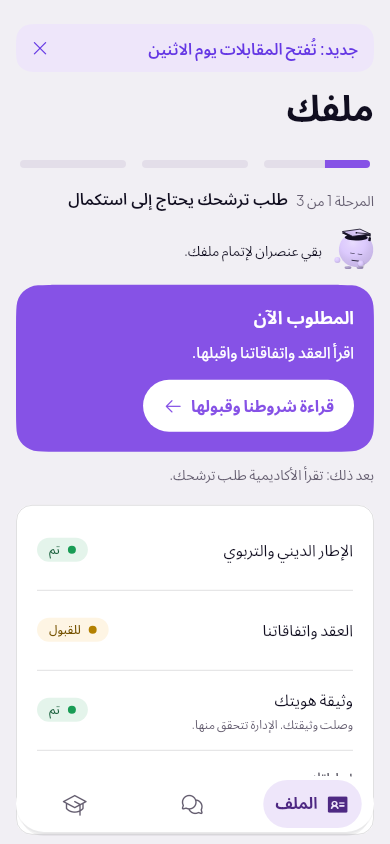 جديد: تُفتح المقابلات يوم الاثنين
ملفك
المرحلة 1 من 3 طلب ترشحك يحتاج إلى استكمال
بقي عنصران لإتمام ملفك.
المطلوب الآن
اقرأ العقد واتفاقاتنا واقبلها.
قراءة شروطنا وقبولها ←
بعد ذلك: تقرأ الأكاديمية طلب ترشحك.
الإطار الديني والتربوي تم
العقد واتفاقاتنا للقبول
وثيقة هويتك تم
وصلت وثيقتك. الإدارة تتحقق منها.
الملف